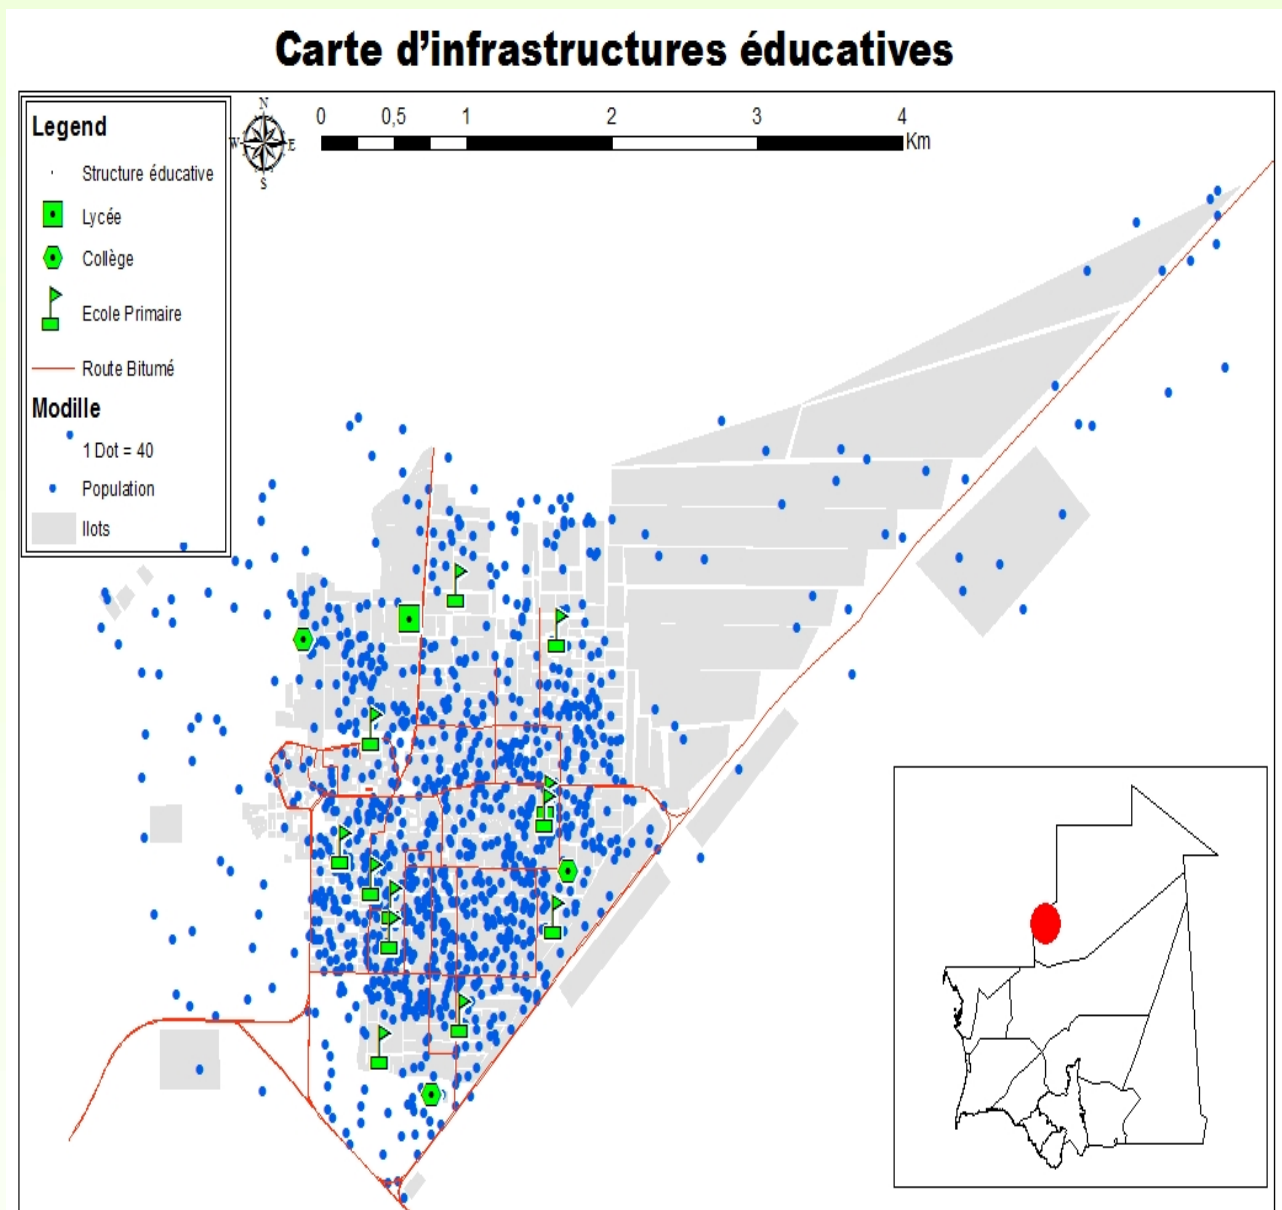 Carte d'infrastructures éducatives
Legend
Structure éducative
Lycée
Collège
Ecole Primaire
Route Bitumé
Modille
1 Dot = 40
Population
Ilots
N
W
E
S
0 0,5 1 2 3 4
Km